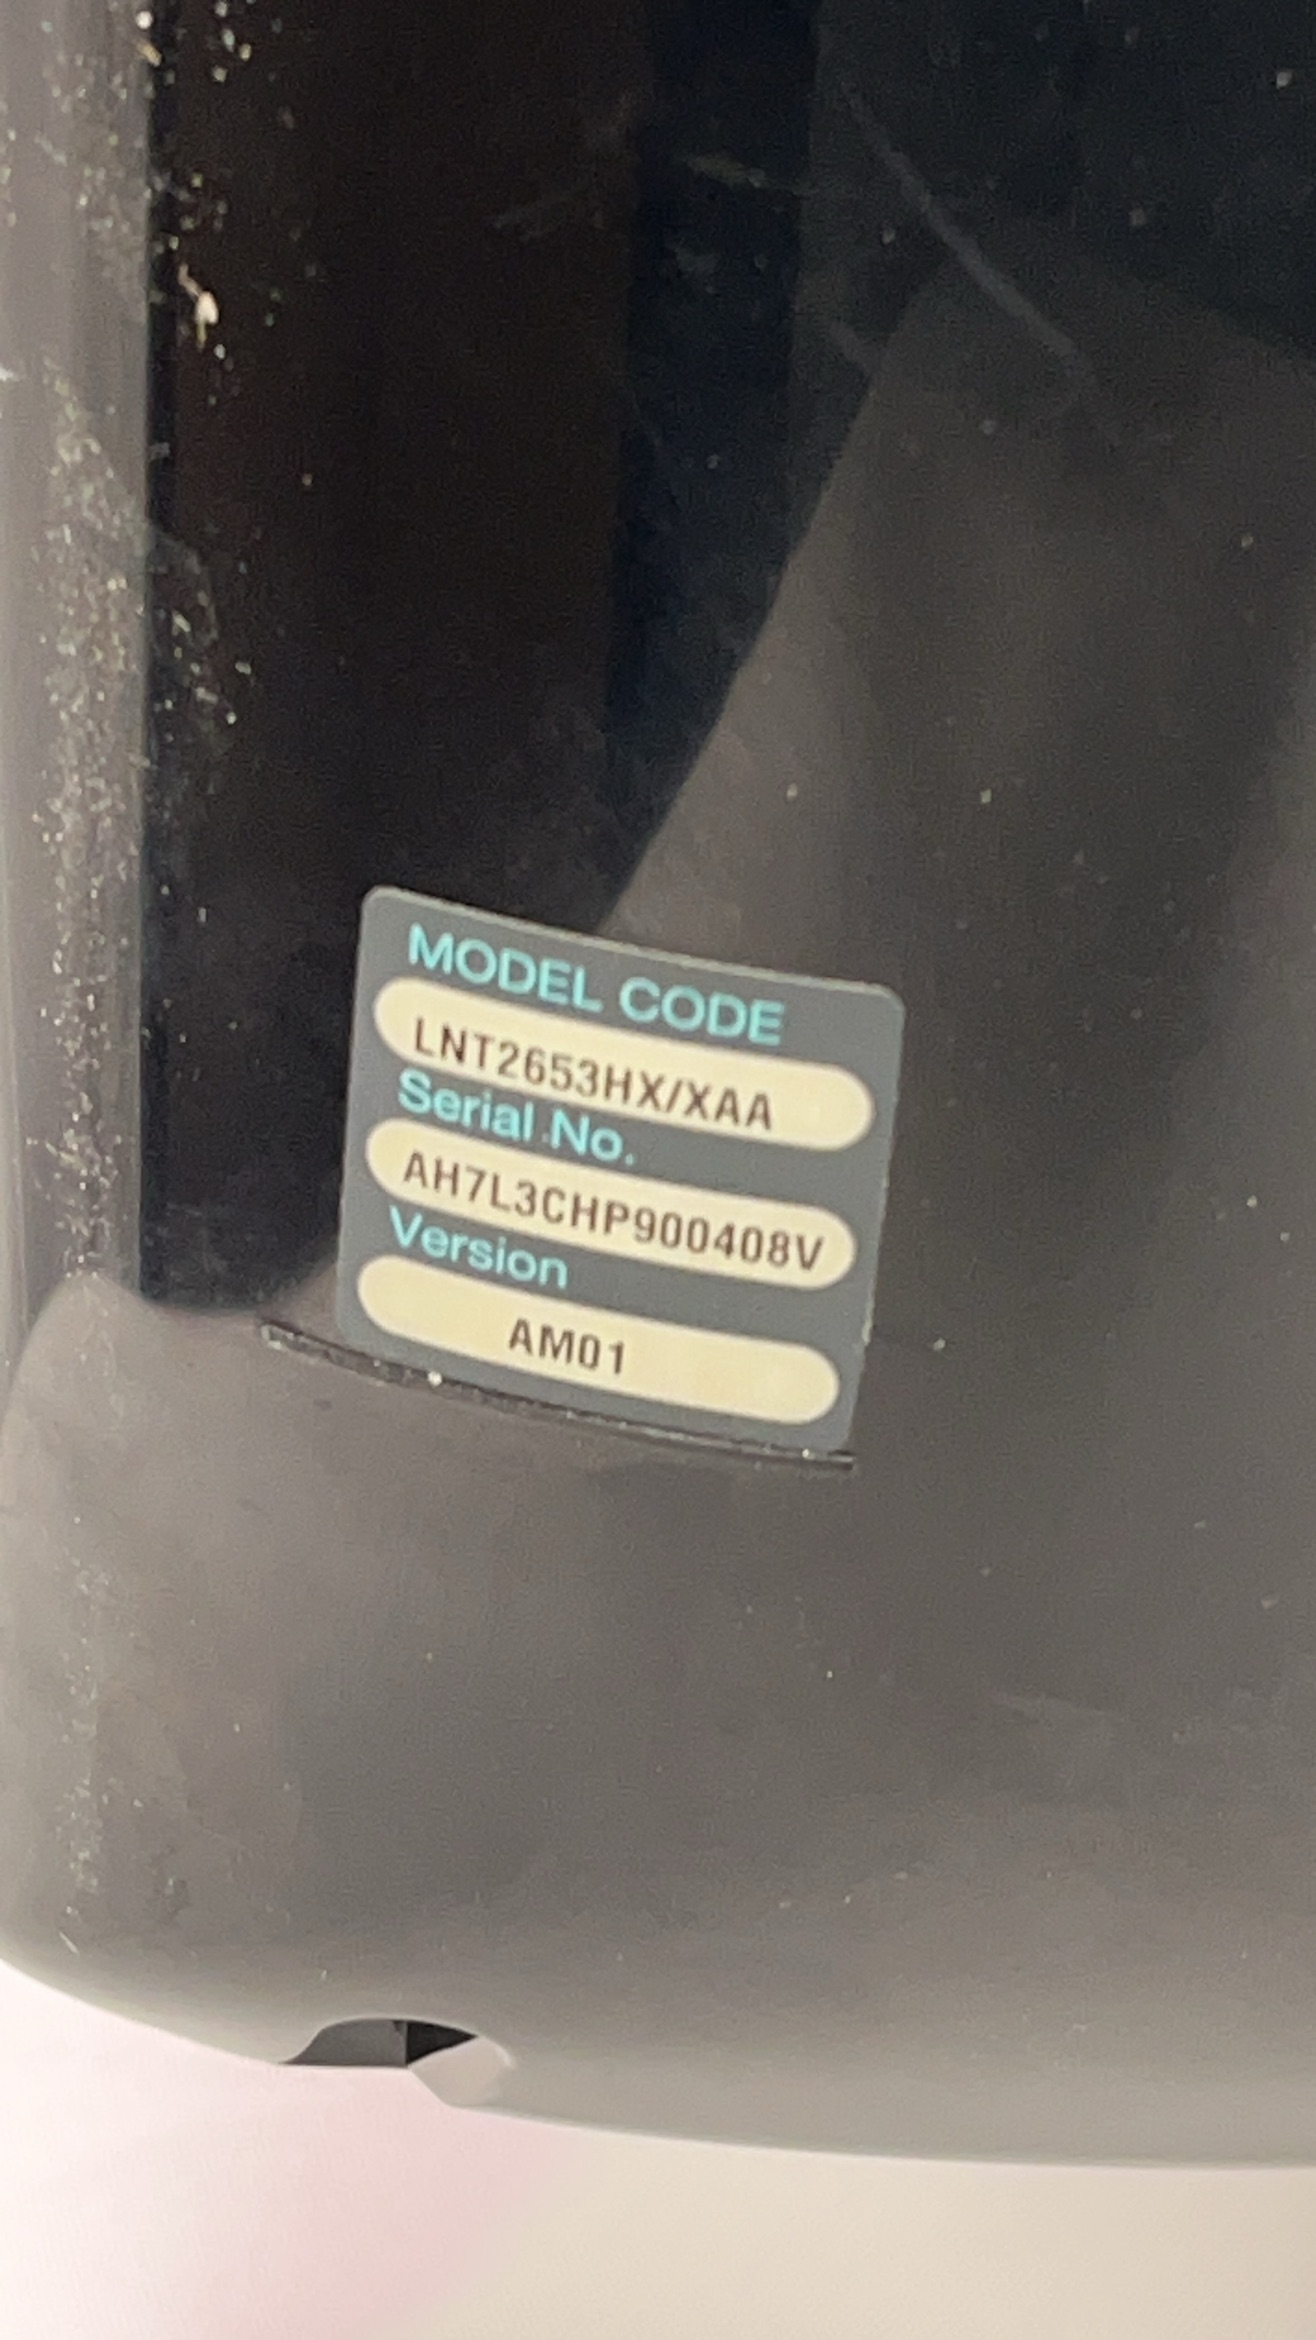 MODEL CODE
LNT2653HX/XAA
Serial No.
AH7L3CHP900408V
Version
AM01